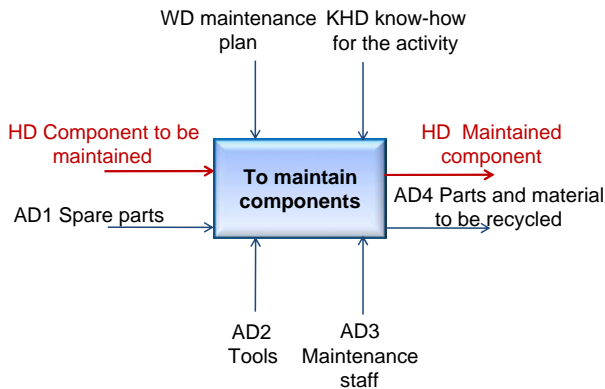 WD maintenance
plan
KHD know-how
for the activity
HD Component to be
maintained
HD Maintained
component
To maintain
components
AD1 Spare parts
AD4 Parts and material
to be recycled
AD2
Tools
AD3
Maintenance
staff